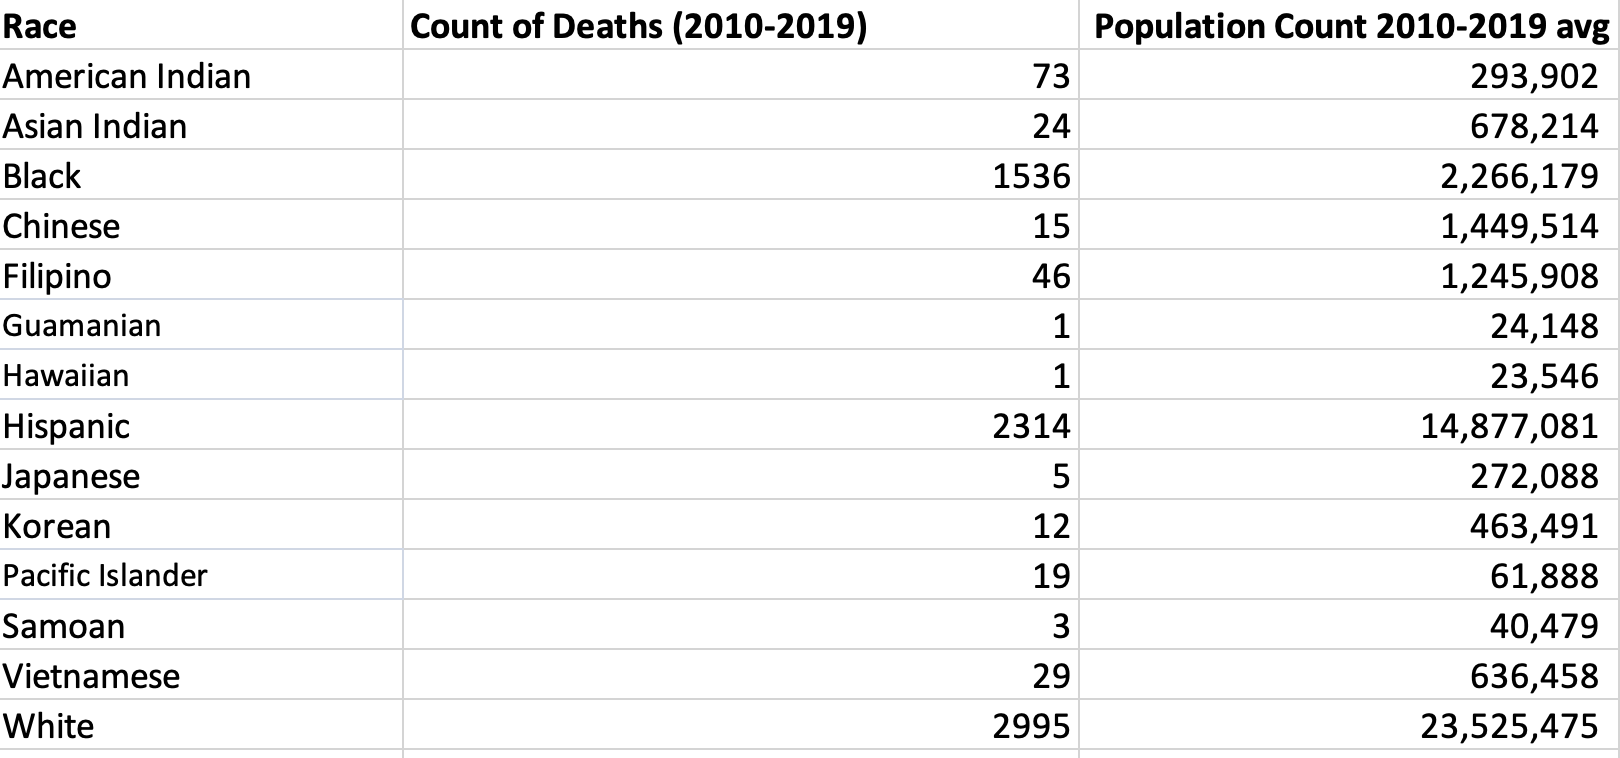 Race Count of Deaths (2010-2019) Population Count 2010-2019 avg
American Indian 73 293,902
Asian Indian 24 678,214
Black 1536 2,266,179
Chinese 15 1,449,514
Filipino 46 1,245,908
Guamanian 1 24,148
Hawaiian 1 23,546
Hispanic 2314 14,877,081
Japanese 5 272,088
Korean 12 463,491
Pacific Islander 19 61,888
Samoan 3 40,479
Vietnamese 29 636,458
White 2995 23,525,475